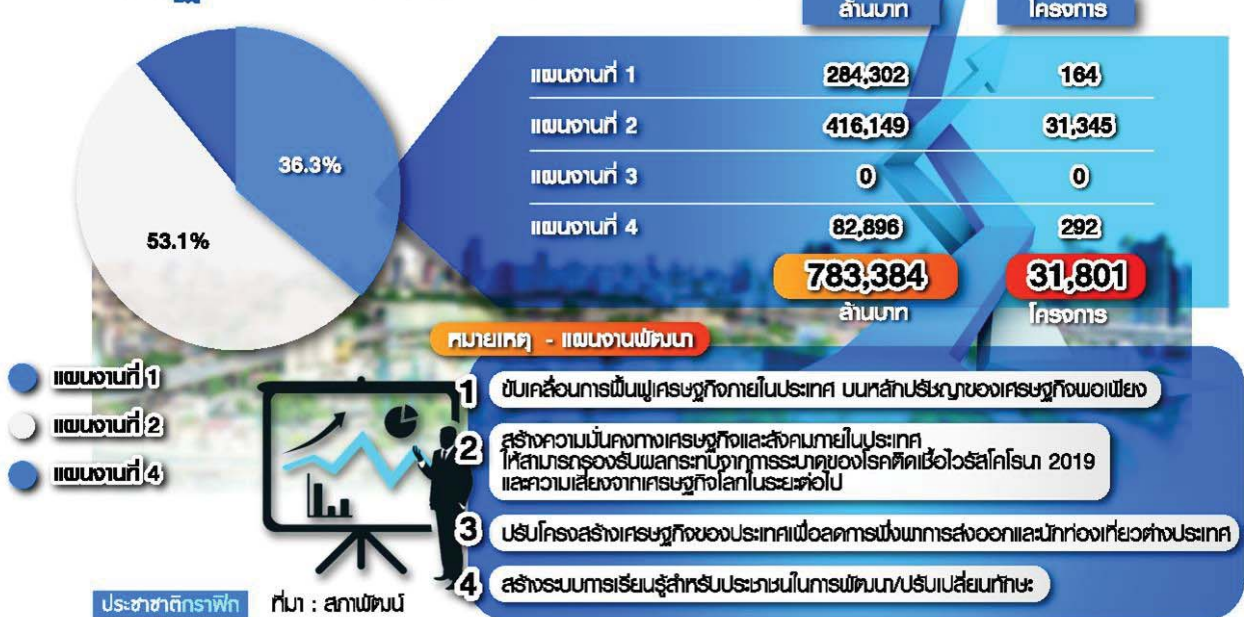 ล้านบาท โครงการ
แผนงานที่ 1 284,302 164
แผนงานที่ 2 416,149 31,345
แผนงานที่ 3 0 0
แผนงานที่ 4 82,896 292
783,384 31,801
ล้านบาท โครงการ
36.3%
53.1%
แผนงานที่ 1
แผนงานที่ 2
แผนงานที่ 4
หมายเหตุ - แผนงานพัฒนา
1 ขับเคลื่อนการฟื้นฟูเศรษฐกิจภายในประเทศ บนหลักปรัชญาของเศรษฐกิจพอเพียง
2 สร้างความมั่นคงทางเศรษฐกิจและสังคมภายในประเทศ
ให้สามารถรองรับผลกระทบจากการระบาดของโรคติดเชื้อไวรัสโคโรนา 2019
และความเสี่ยงจากเศรษฐกิจโลกในระยะต่อไป
3 ปรับโครงสร้างเศรษฐกิจของประเทศเพื่อลดการพึ่งพาการส่งออกและนักท่องเที่ยวต่างประเทศ
4 สร้างระบบการเรียนรู้สำหรับประชาชนในการพัฒนา/ปรับเปลี่ยนทักษะ
ประชาชาติกราฟิก ที่มา : สภาพัฒน์